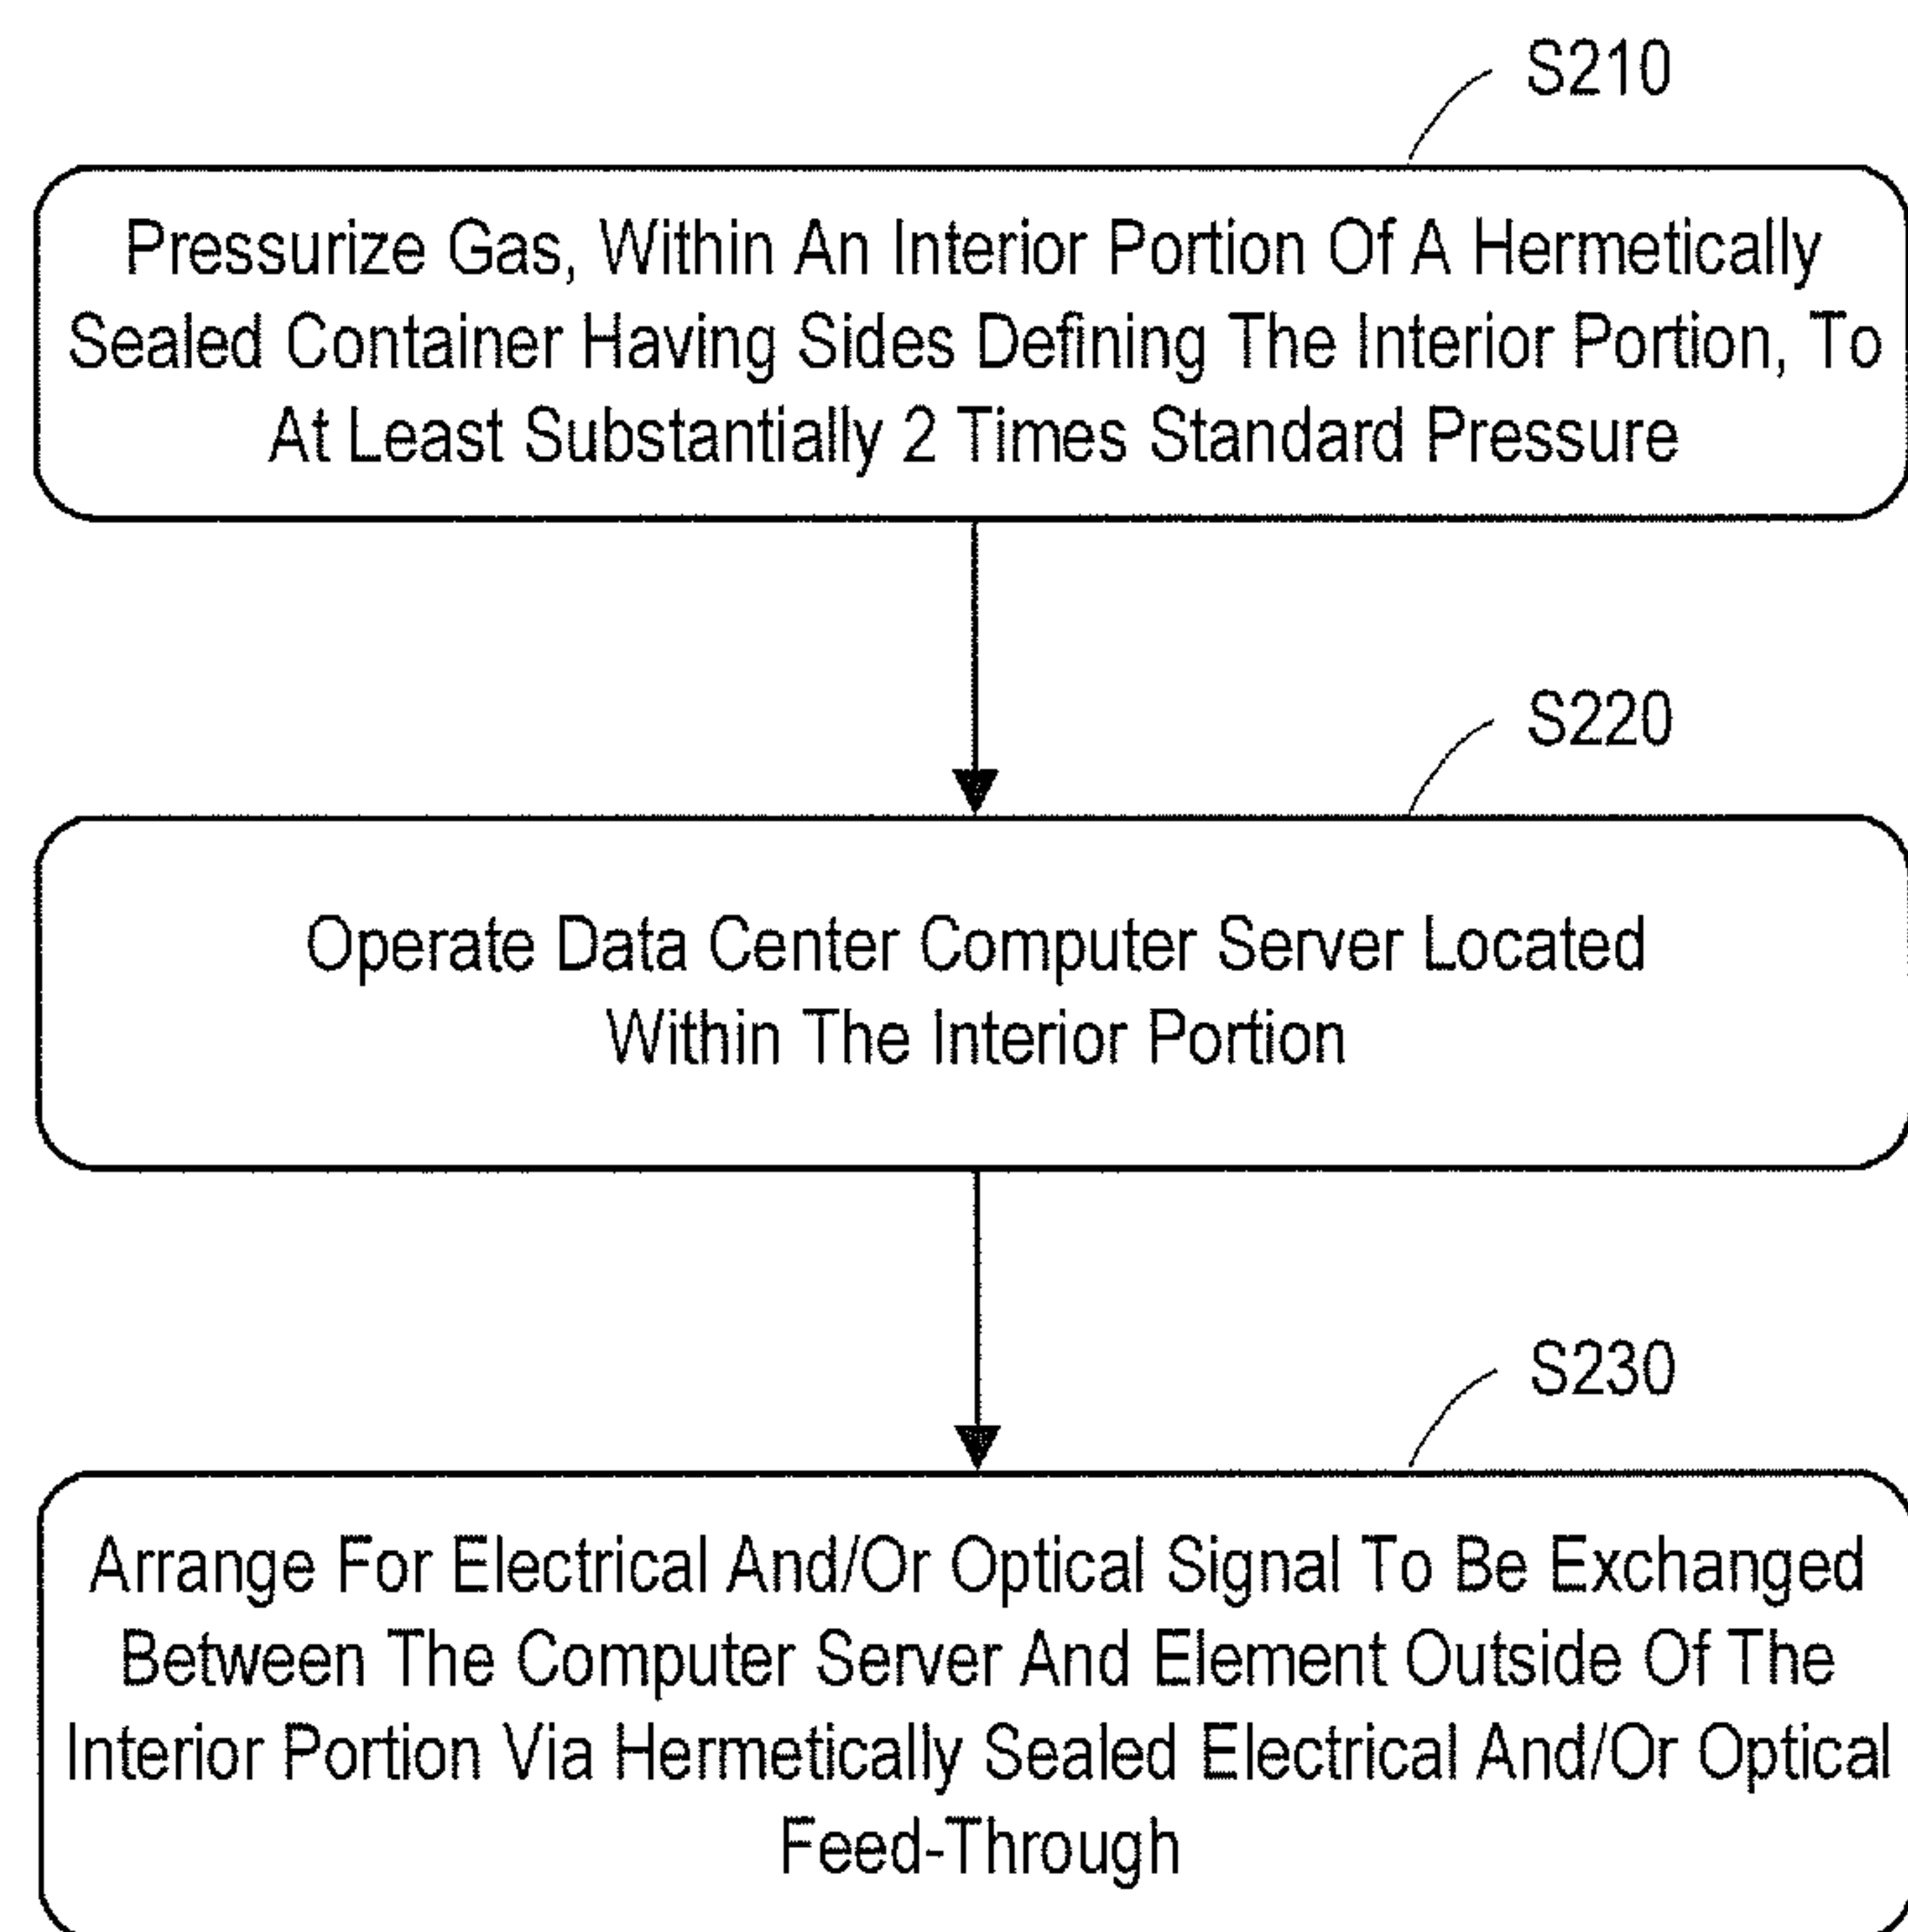 S210
Pressurize Gas, Within An Interior Portion Of A Hermetically
Sealed Container Having Sides Defining The Interior Portion, To
At Least Substantially 2 Times Standard Pressure
S220
Operate Data Center Computer Server Located
Within The Interior Portion
S230
Arrange For Electrical And/Or Optical Signal To Be Exchanged
Between The Computer Server And Element Outside Of The
Interior Portion Via Hermetically Sealed Electrical And/Or Optical
Feed-Through